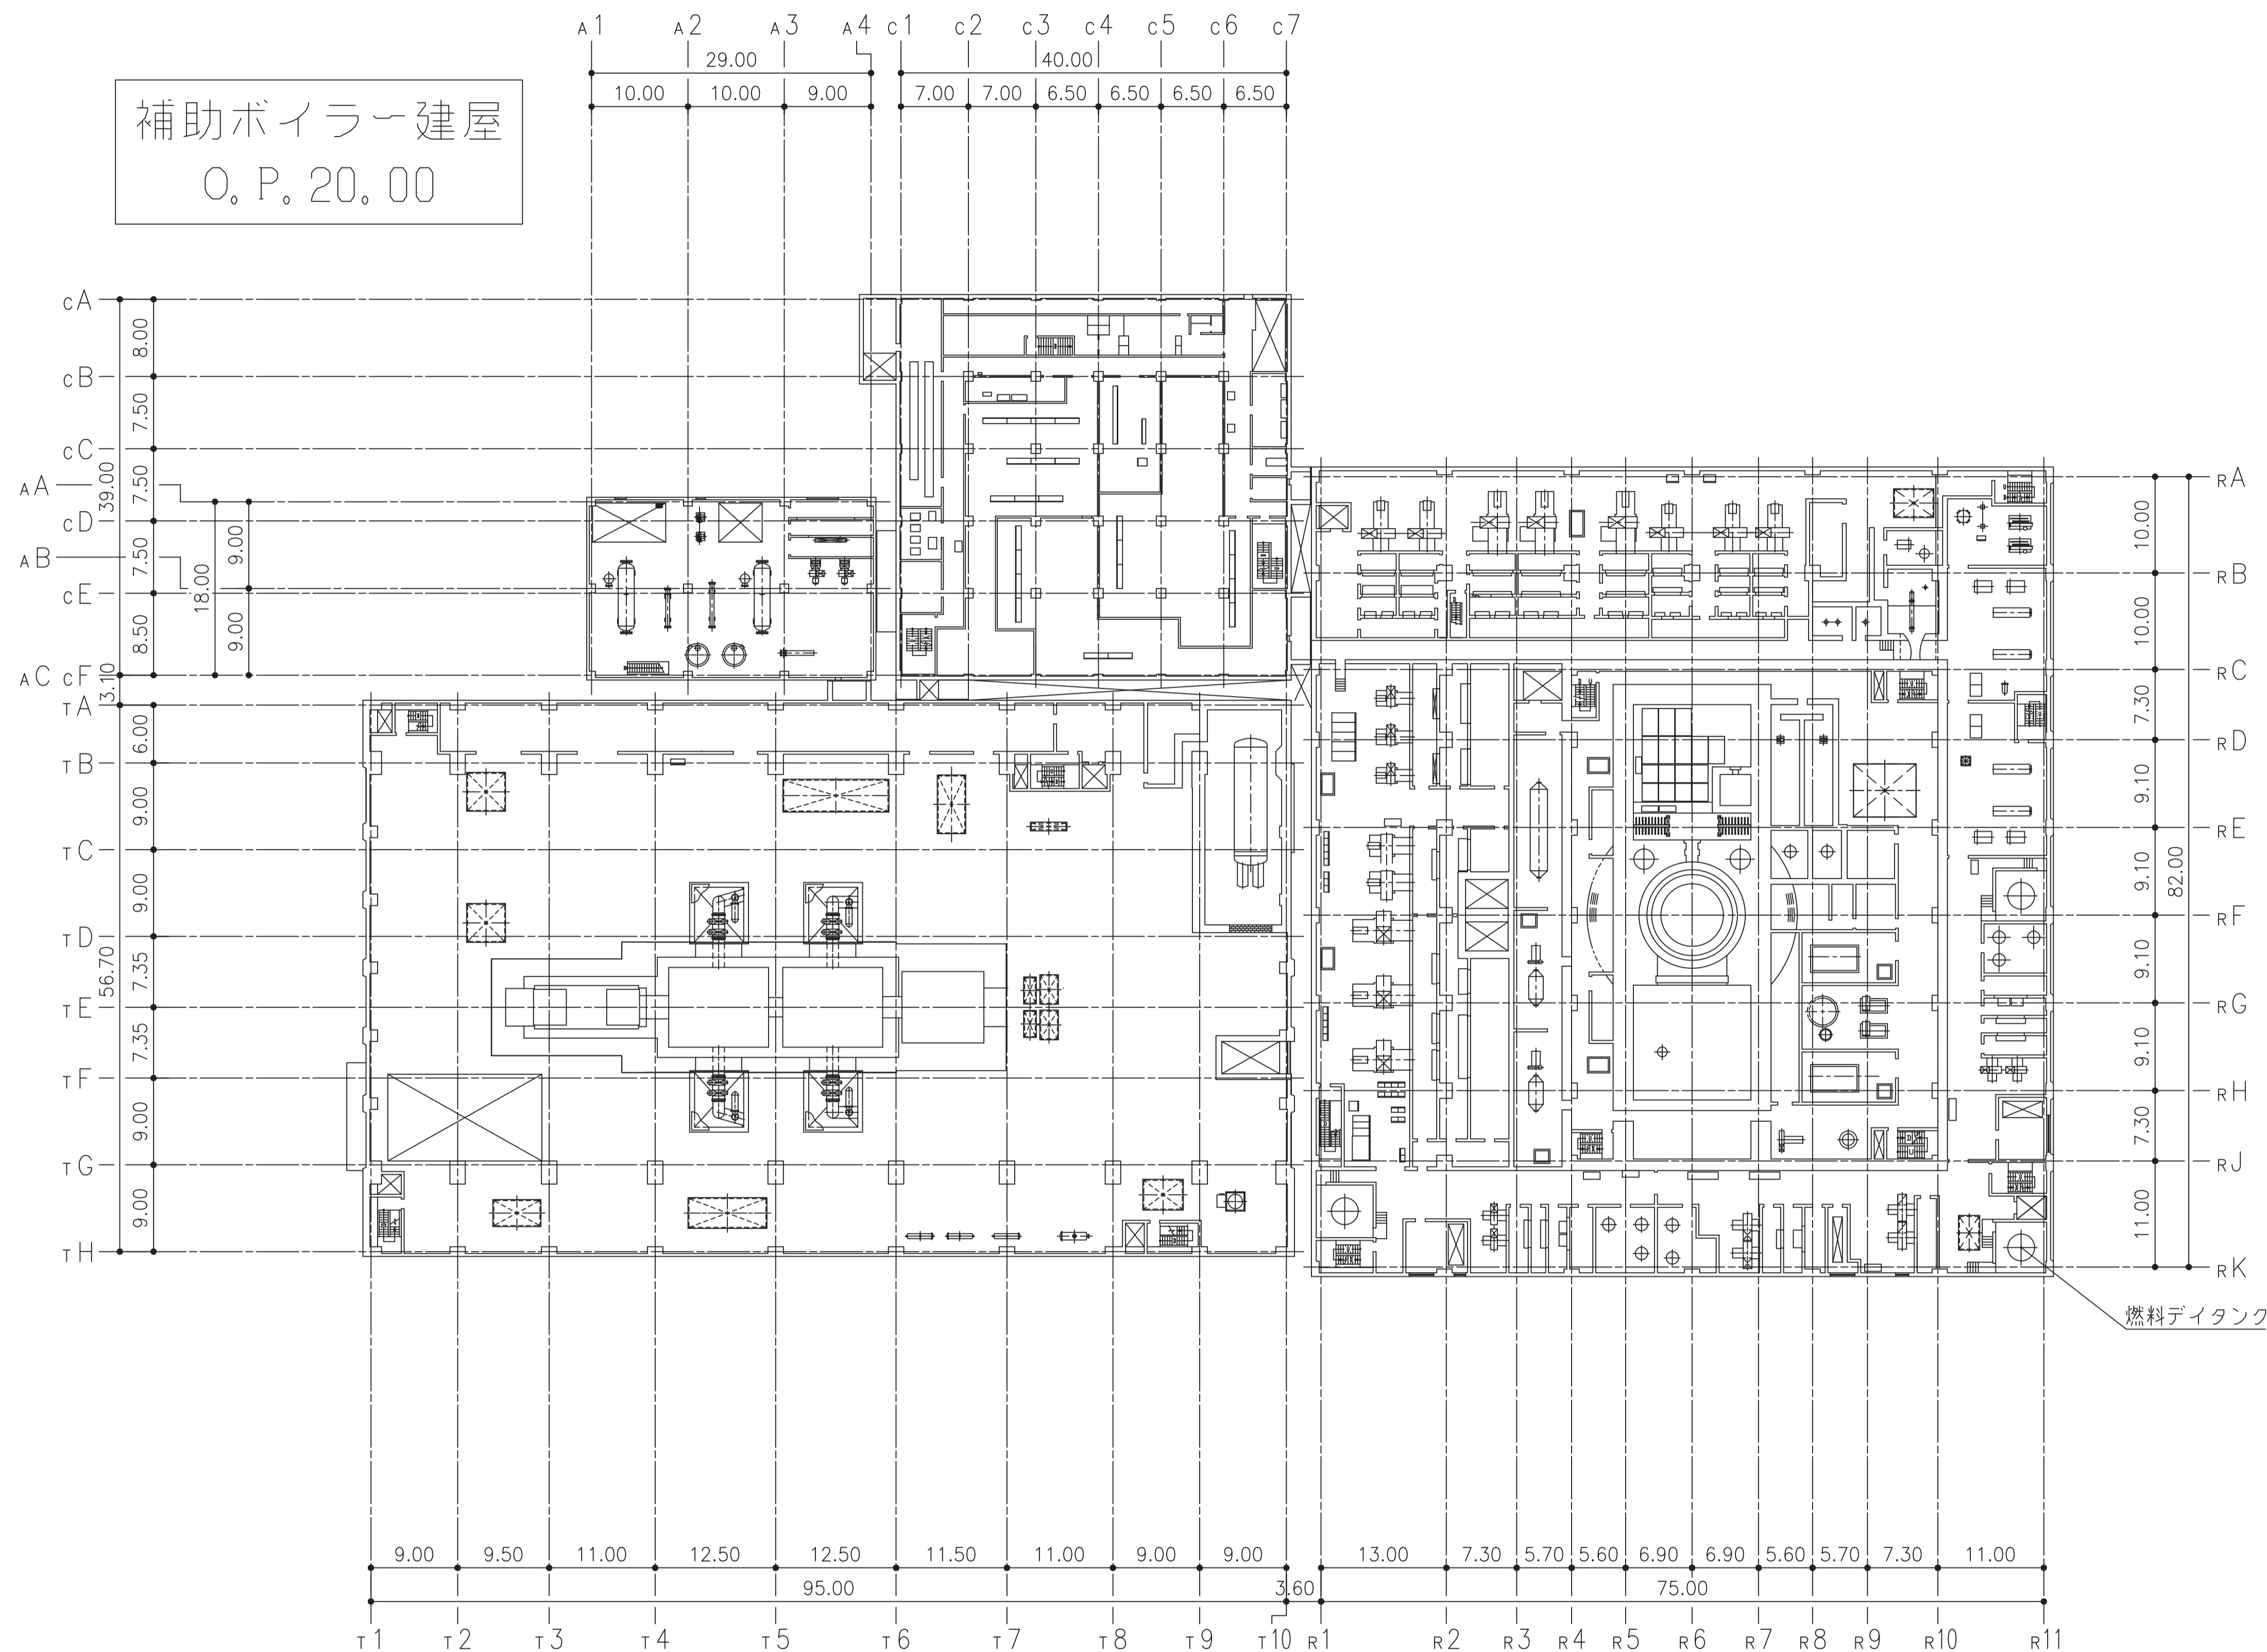 A1 A2 A3 A4 C1 C2 C3 C4 C5 C6 C7
29.00 40.00
10.00 10.00 9.00 7.00 7.00 6.50 6.50 6.50 6.50
補助ボイラー建屋
O.P.20.00
cA
8.00
cB
7.50
cC
39.00
7.50
AA
cD
9.00
7.50
AB
18.00
cE
9.00
8.50
AC cF
3.10
TA
6.00
TB
9.00
TC
9.00
TD
56.70
7.35
TE
7.35
TF
9.00
TG
9.00
TH
RA
10.00
RB
10.00
RC
7.30
RD
9.10
RE
82.00
9.10
RF
9.10
RG
9.10
RH
7.30
RJ
11.00
RK
燃料デイタンク
9.00 9.50 11.00 12.50 12.50 11.50 11.00 9.00 9.00 13.00 7.30 5.70 5.60 6.90 6.90 5.60 5.70 7.30 11.00
95.00 3.60 75.00
T1 T2 T3 T4 T5 T6 T7 T8 T9 T10 R1 R2 R3 R4 R5 R6 R7 R8 R9 R10 R11